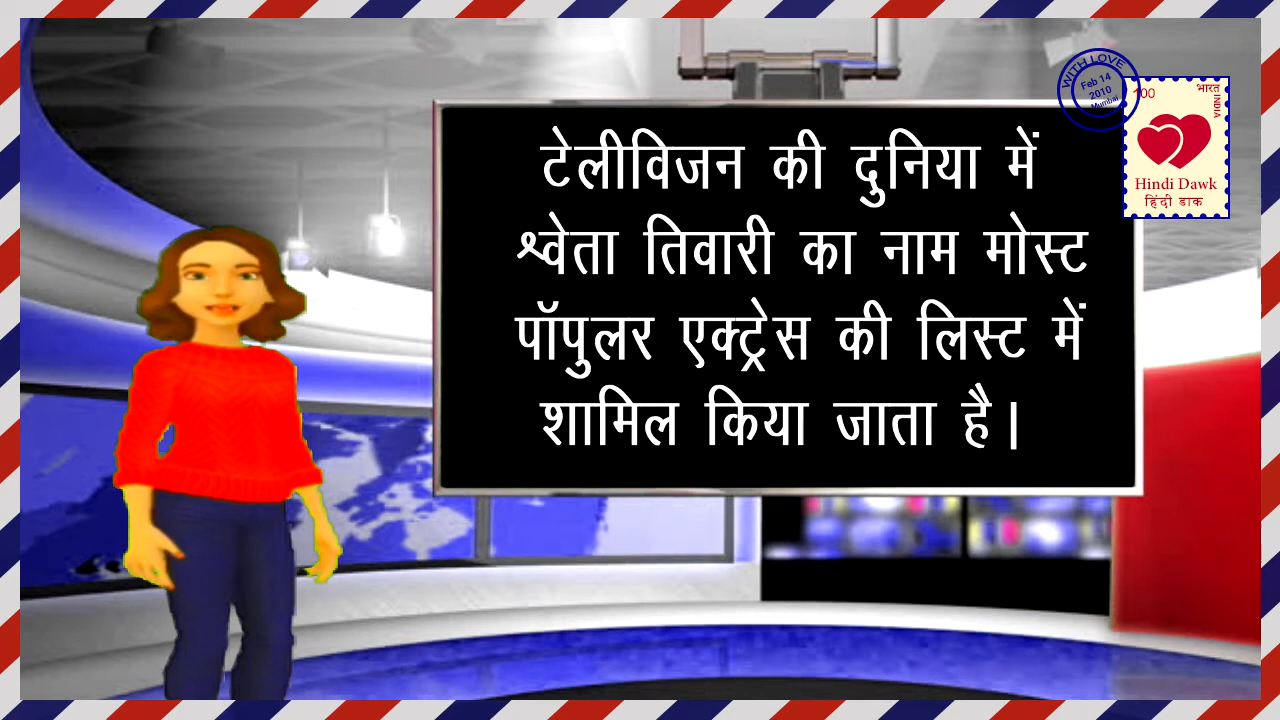 टेलीविजन की दुनिया में
श्वेता तिवारी का नाम मोस्ट
पॉपुलर एक्ट्रेस की लिस्ट में
शामिल किया जाता है।
WITH LOVE
Feb 14
2010
Mumbai
100
भारत
INDIA
Hindi Dawk
हिंदी डाक